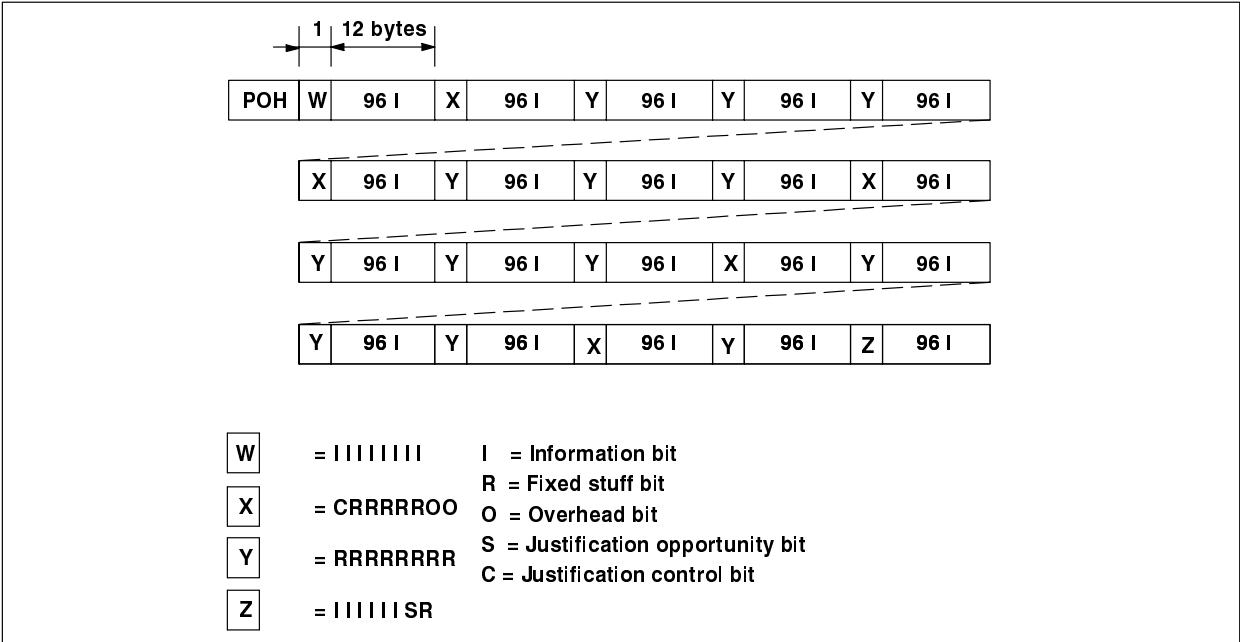 1 12 bytes
POH W 96 I X 96 I Y 96 I Y 96 I Y 96 I
X 96 I Y 96 I Y 96 I Y 96 I X 96 I
Y 96 I Y 96 I Y 96 I X 96 I Y 96 I
Y 96 I Y 96 I X 96 I Y 96 I Z 96 I
W = I I I I I I I I I = Information bit
R = Fixed stuff bit
X = CRRRRROO O = Overhead bit
S = Justification opportunity bit
Y = RRRRRRRR C = Justification control bit
Z = I I I I I I SR